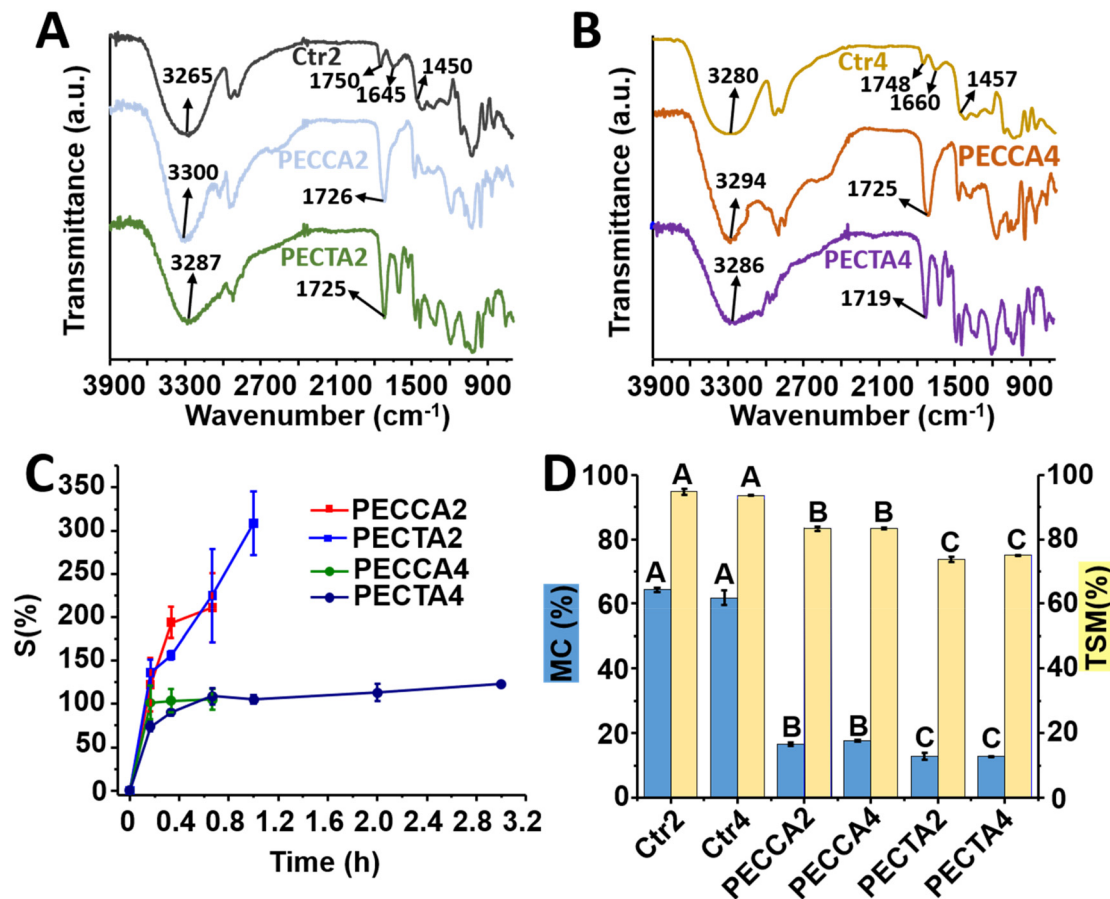 A
Ctr2
3265
1750
1645
1450
PECCA2
3300
1726
PECTA2
3287
1725
Transmittance (a.u.)
3900 3300 2700 2100 1500 900
Wavenumber (cm⁻¹)
B
Ctr4
3280
1748
1660
1457
PECCA4
3294
1725
PECTA4
3286
1719
Transmittance (a.u.)
3900 3300 2700 2100 1500 900
Wavenumber (cm⁻¹)
C
PECCA2
PECTA2
PECCA4
PECTA4
S(%)
350
300
250
200
150
100
50
0
0 0.4 0.8 1.2 1.6 2.0 2.4 2.8 3.2
Time (h)
D
MC (%)
100
80
60
40
20
0
A A B B C C
A A B B C C
100
80
60
40
20
0
TSM(%)
Ctr2 Ctr4 PECCA2 PECCA4 PECTA2 PECTA4